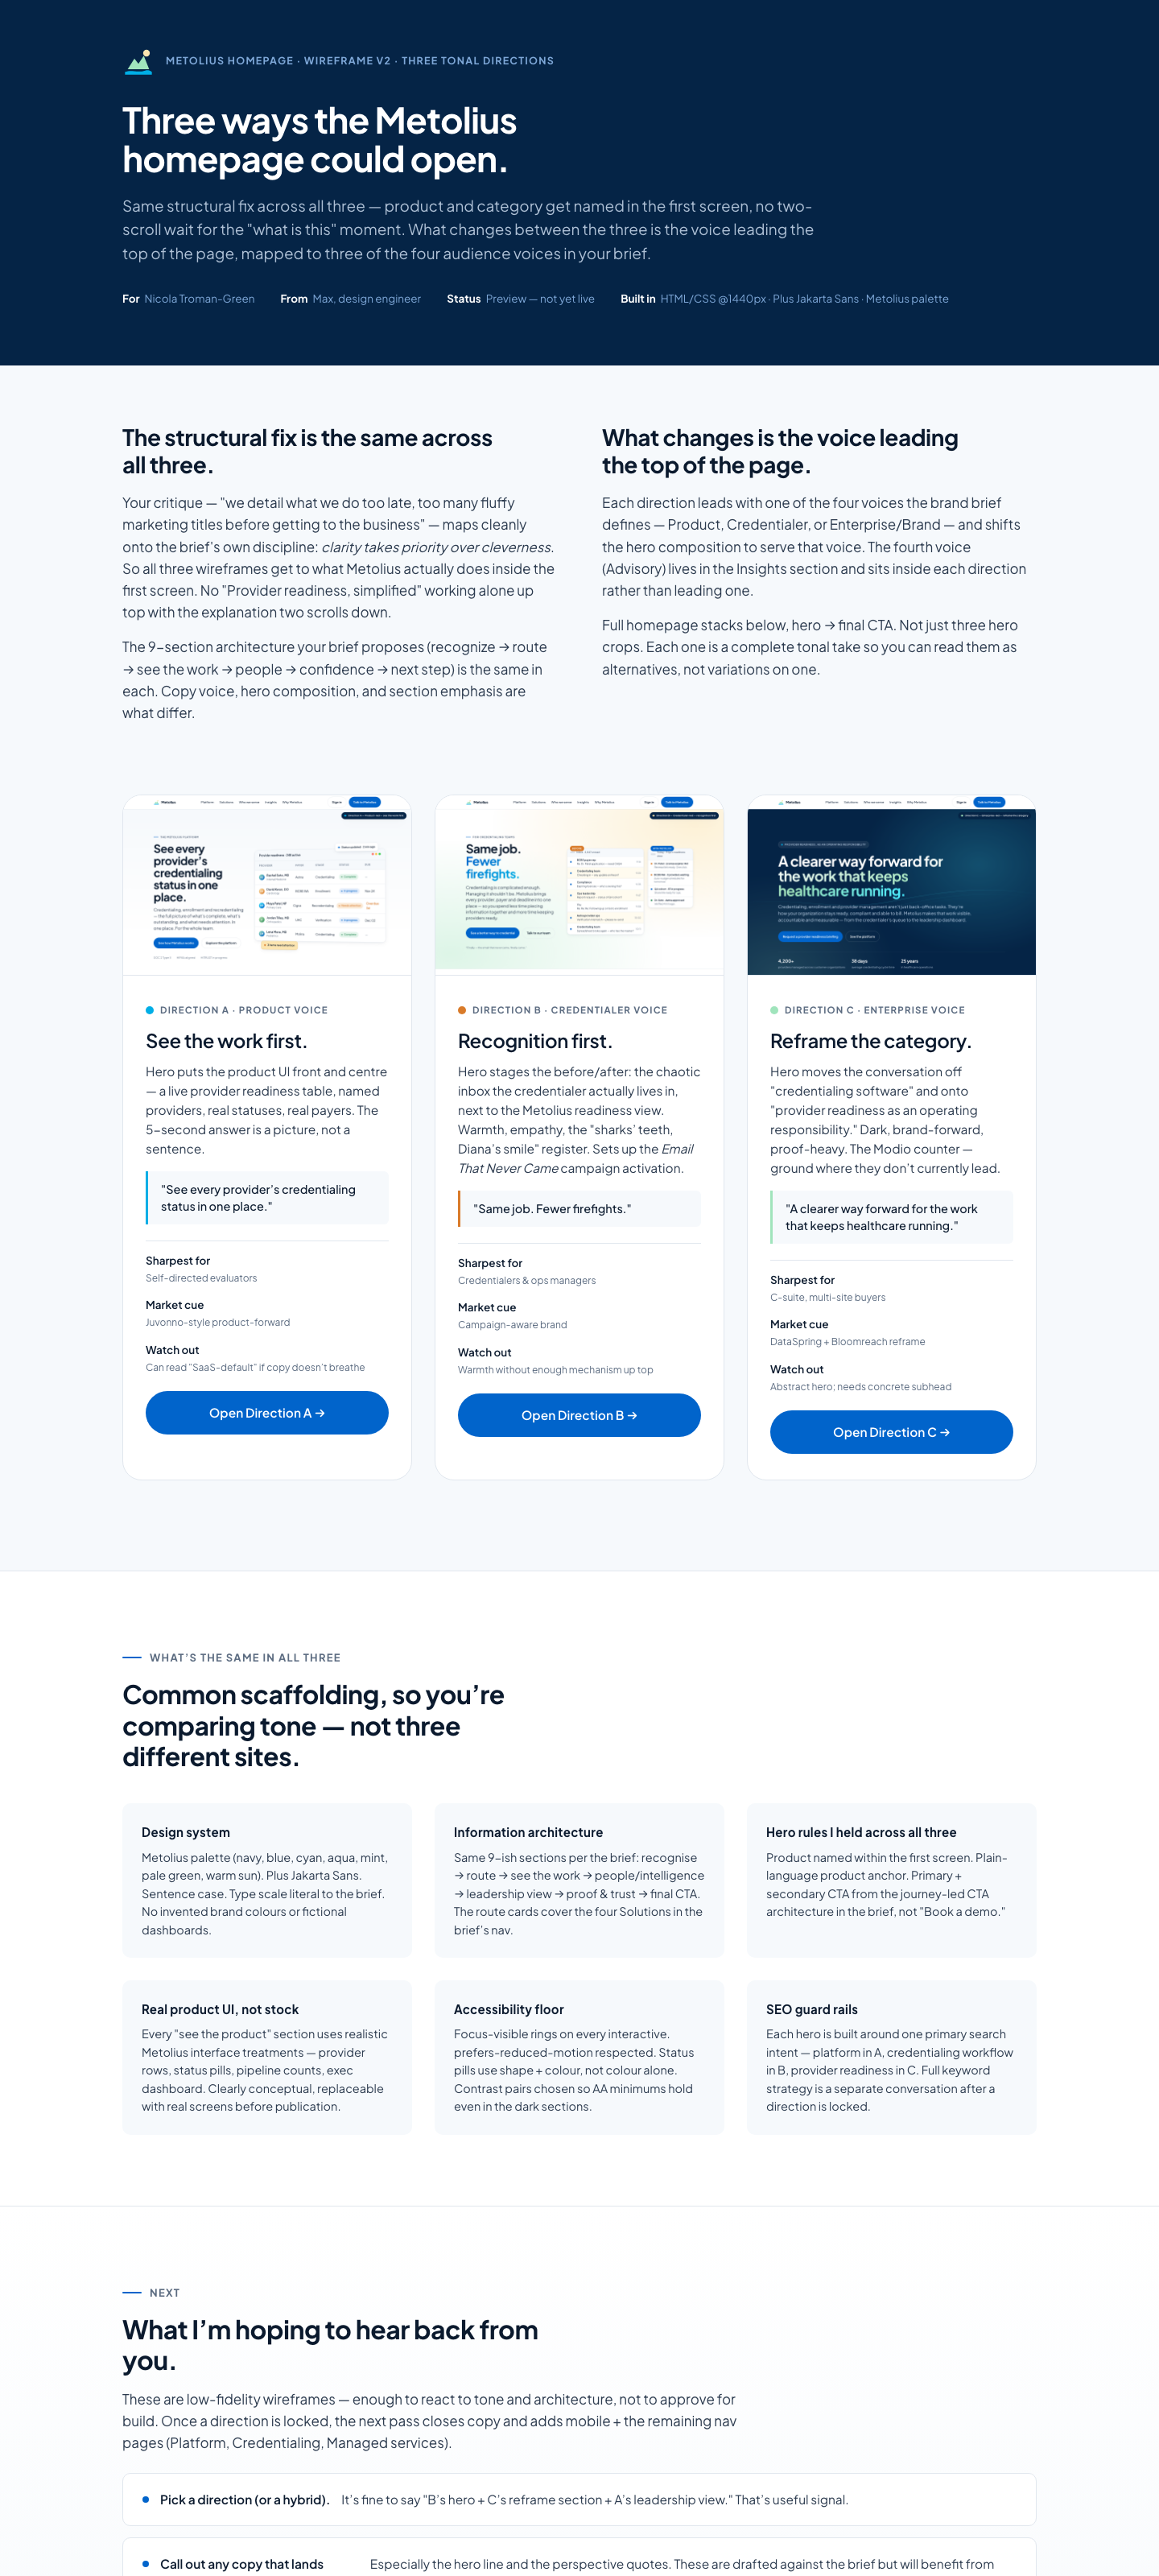 METOLIUS HOMEPAGE · WIREFRAME V2 · THREE TONAL DIRECTIONS
Three ways the Metolius
homepage could open.
Same structural fix across all three — product and category get named in the first screen, no two-
scroll wait for the "what is this" moment. What changes between the three is the voice leading the
top of the page, mapped to three of the four audience voices in your brief.
For Nicola Troman-Green From Max, design engineer Status Preview — not yet live Built in HTML/CSS @1440px · Plus Jakarta Sans · Metolius palette
The structural fix is the same across
all three.
Your critique — "we detail what we do too late, too many fluffy
marketing titles before getting to the business" — maps cleanly
onto the brief's own discipline: clarity takes priority over cleverness.
So all three wireframes get to what Metolius actually does inside the
first screen. No "Provider readiness, simplified" working alone up
top with the explanation two scrolls down.
The 9-section architecture your brief proposes (recognize → route
→ see the work → people → confidence → next step) is the same in
each. Copy voice, hero composition, and section emphasis are
what differ.
What changes is the voice leading
the top of the page.
Each direction leads with one of the four voices the brand brief
defines — Product, Credentialer, or Enterprise/Brand — and shifts
the hero composition to serve that voice. The fourth voice
(Advisory) lives in the Insights section and sits inside each direction
rather than leading one.
Full homepage stacks below, hero → final CTA. Not just three hero
crops. Each one is a complete tonal take so you can read them as
alternatives, not variations on one.
See every
provider's
credentialing
status in one
place.
DIRECTION A · PRODUCT VOICE
See the work first.
Hero puts the product UI front and centre
— a live provider readiness table, named
providers, real statuses, real payers. The
5-second answer is a picture, not a
sentence.
"See every provider's credentialing
status in one place."
Sharpest for
Self-directed evaluators
Market cue
Juvonno-style product-forward
Watch out
Can read "SaaS-default" if copy doesn't breathe
Open Direction A →
Same job.
Fewer
firefights.
DIRECTION B · CREDENTIALER VOICE
Recognition first.
Hero stages the before/after: the chaotic
inbox the credentialer actually lives in,
next to the Metolius readiness view.
Warmth, empathy, the "sharks' teeth,
Diana's smile" register. Sets up the Email
That Never Came campaign activation.
"Same job. Fewer firefights."
Sharpest for
Credentialers & ops managers
Market cue
Campaign-aware brand
Watch out
Warmth without enough mechanism up top
Open Direction B →
A clearer way forward for
the work that keeps
healthcare running.
DIRECTION C · ENTERPRISE VOICE
Reframe the category.
Hero moves the conversation off
"credentialing software" and onto
"provider readiness as an operating
responsibility." Dark, brand-forward,
proof-heavy. The Modio counter —
ground where they don't currently lead.
"A clearer way forward for the work
that keeps healthcare running."
Sharpest for
C-suite, multi-site buyers
Market cue
DataSpring + Bloomreach reframe
Watch out
Abstract hero; needs concrete subhead
Open Direction C →
WHAT'S THE SAME IN ALL THREE
Common scaffolding, so you're
comparing tone — not three
different sites.
Design system
Metolius palette (navy, blue, cyan, aqua, mint,
pale green, warm sun). Plus Jakarta Sans.
Sentence case. Type scale literal to the brief.
No invented brand colours or fictional
dashboards.
Information architecture
Same 9-ish sections per the brief: recognise
→ route → see the work → people/intelligence
→ leadership view → proof & trust → final CTA.
The route cards cover the four Solutions in the
brief's nav.
Hero rules I held across all three
Product named within the first screen. Plain-
language product anchor. Primary +
secondary CTA from the journey-led CTA
architecture in the brief, not "Book a demo."
Real product UI, not stock
Every "see the product" section uses realistic
Metolius interface treatments — provider
rows, status pills, pipeline counts, exec
dashboard. Clearly conceptual, replaceable
with real screens before publication.
Accessibility floor
Focus-visible rings on every interactive.
prefers-reduced-motion respected. Status
pills use shape + colour, not colour alone.
Contrast pairs chosen so AA minimums hold
even in the dark sections.
SEO guard rails
Each hero is built around one primary search
intent — platform in A, credentialing workflow
in B, provider readiness in C. Full keyword
strategy is a separate conversation after a
direction is locked.
NEXT
What I'm hoping to hear back from
you.
These are low-fidelity wireframes — enough to react to tone and architecture, not to approve for
build. Once a direction is locked, the next pass closes copy and adds mobile + the remaining nav
pages (Platform, Credentialing, Managed services).
Pick a direction (or a hybrid). It's fine to say "B's hero + C's reframe section + A's leadership view." That's useful signal.
Call out any copy that lands Especially the hero line and the perspective quotes. These are drafted against the brief but will benefit from